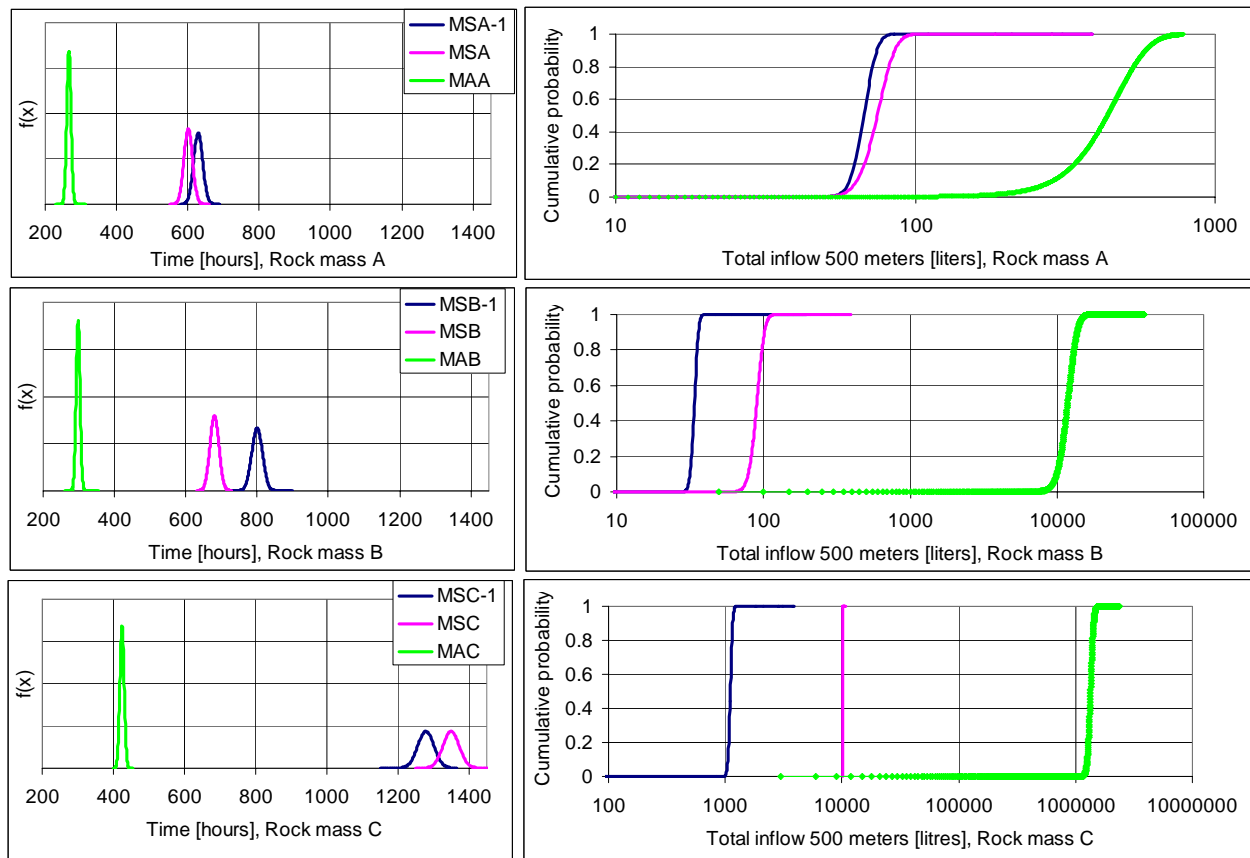 MSA-1
MSA
MAA
f(x)
200 400 600 800 1000 1200 1400
Time [hours], Rock mass A
Cumulative probability
1
0.8
0.6
0.4
0.2
0
10 100 1000
Total inflow 500 meters [liters], Rock mass A
MSB-1
MSB
MAB
f(x)
200 400 600 800 1000 1200 1400
Time [hours], Rock mass B
Cumulative probability
1
0.8
0.6
0.4
0.2
0
10 100 1000 10000 100000
Total inflow 500 meters [liters], Rock mass B
MSC-1
MSC
MAC
f(x)
200 400 600 800 1000 1200 1400
Time [hours], Rock mass C
Cumulative probability
1
0.8
0.6
0.4
0.2
0
100 1000 10000 100000 1000000 10000000
Total inflow 500 meters [litres], Rock mass C